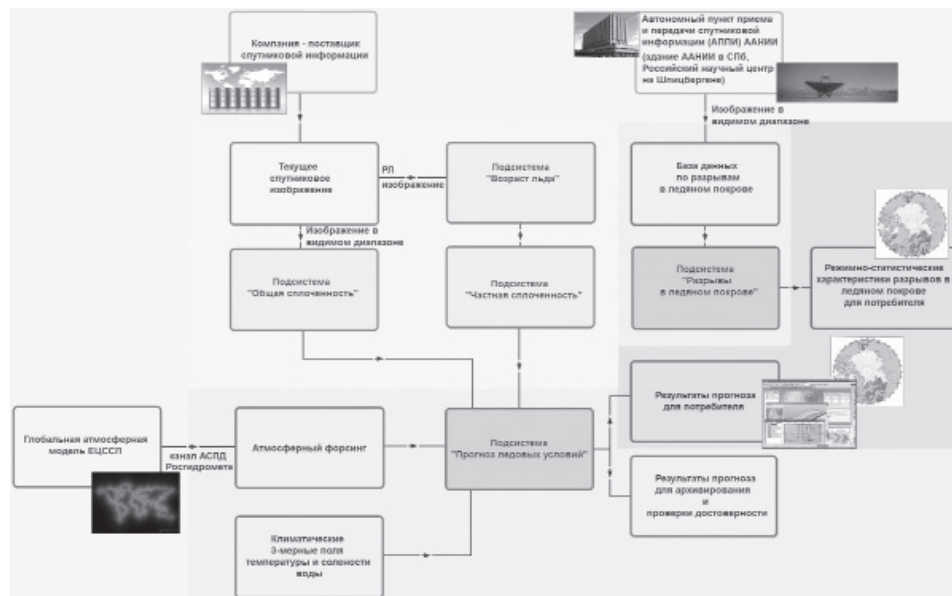 Компания - поставщик
спутниковой информации
Автономный пункт приема
и передачи спутниковой
информации (АППИ) ААНИИ
(здание ААНИИ в СПб,
Российский научный центр
на Шпицбергене)
Изображение в
видимом диапазоне
Текущее
спутниковое
изображение
РЛ
изображение
Подсистема
"Возраст льда"
База данных
по разрывам
в ледяном покрове
Изображение в
видимом диапазоне
Подсистема
"Общая сплоченность"
Подсистема
"Частная сплоченность"
Подсистема
"Разрывы
в ледяном покрове"
Режимно-статистические
характеристики разрывов в
ледяном покрове
для потребителя
Результаты прогноза
для потребителя
Глобальная атмосферная
модель ЕЦССП
канал АСПД
Росгидромета
Атмосферный форсинг
Подсистема
"Прогноз ледовых условий"
Результаты прогноза
для архивирования
и
проверки достоверности
Климатические
3-мерные поля
температуры и солености
воды